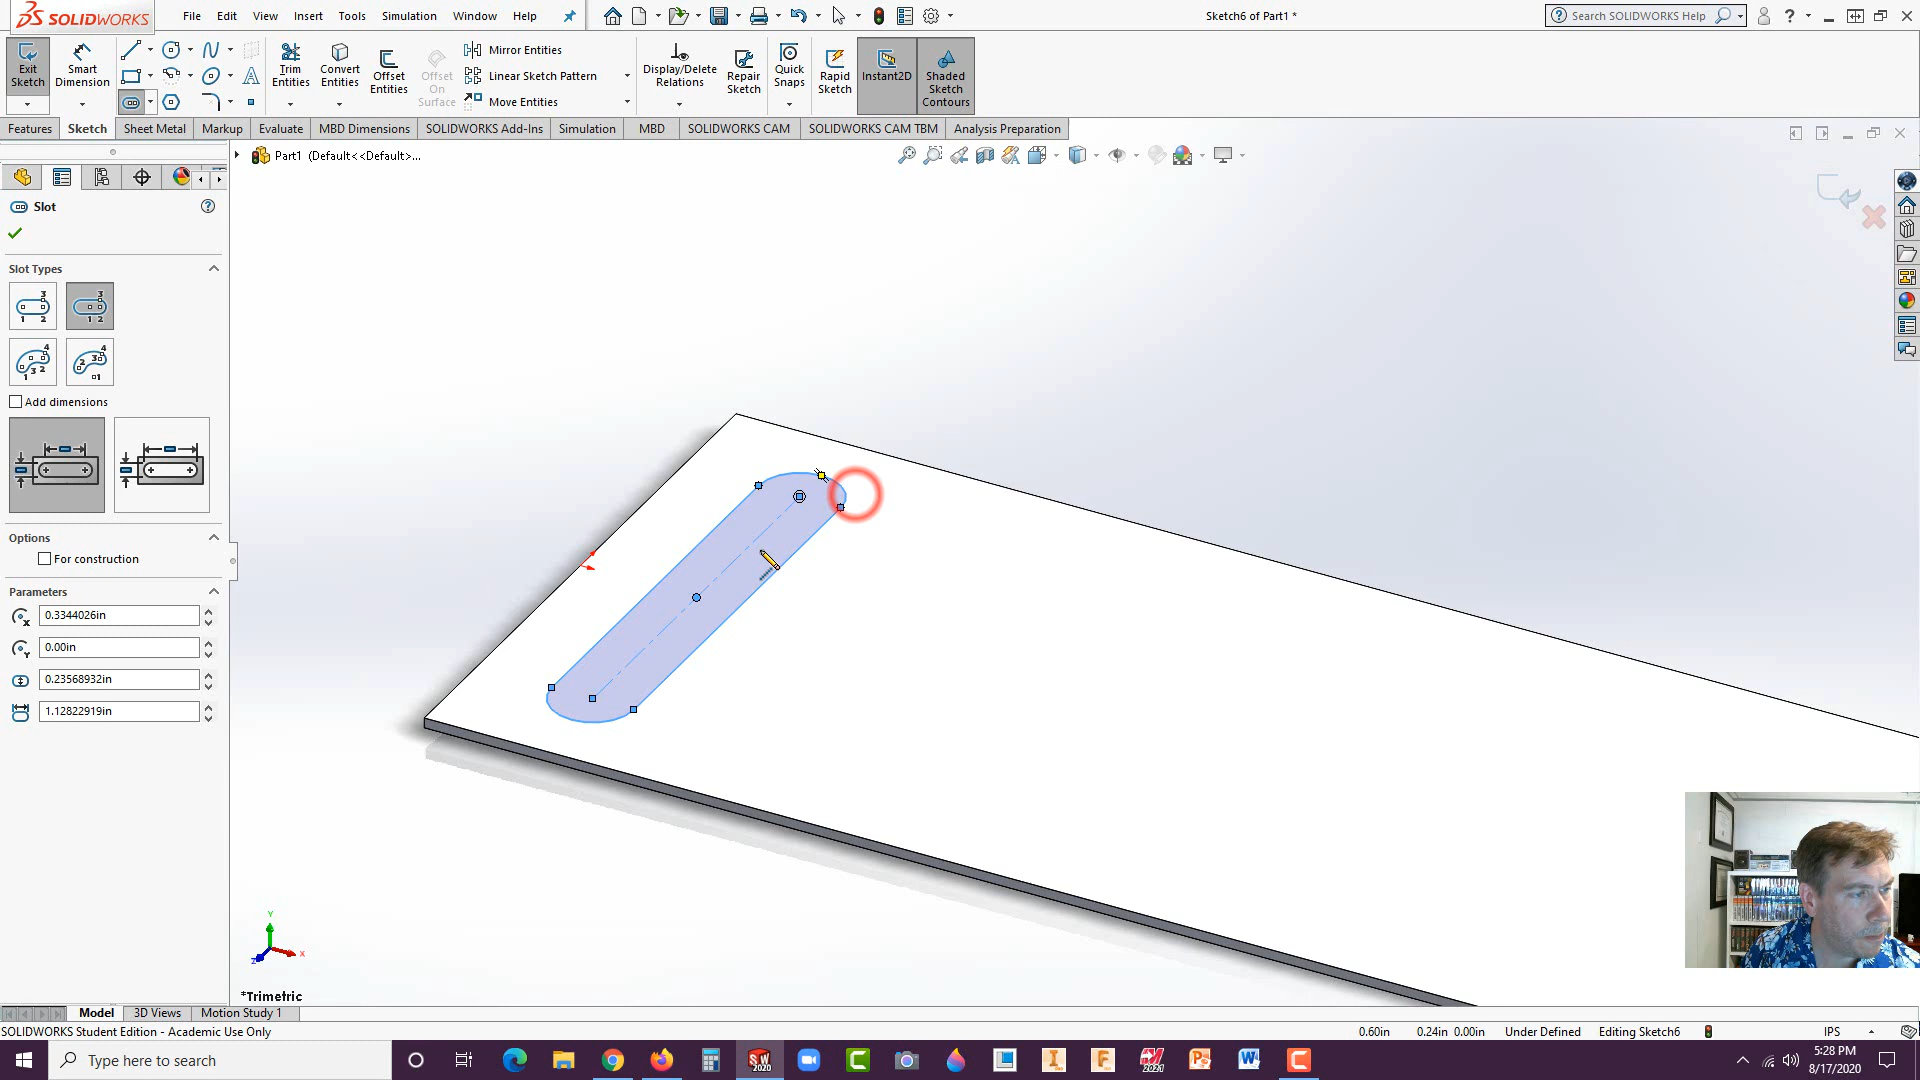 SOLIDWORKS File Edit View Insert Tools Simulation Window Help Sketch6 of Part1 * Search SOLIDWORKS Help
Exit Sketch
Smart Dimension
Trim Entities
Convert Entities
Offset Entities
Offset On Surface
Mirror Entities
Linear Sketch Pattern
Move Entities
Display/Delete Relations
Repair Sketch
Quick Snaps
Rapid Sketch
Instant2D
Shaded Sketch Contours
Features Sketch Sheet Metal Markup Evaluate MBD Dimensions SOLIDWORKS Add-Ins Simulation MBD SOLIDWORKS CAM SOLIDWORKS CAM TBM Analysis Preparation
Part1 (Default<<Default>...
Slot
Slot Types
Add dimensions
Options
For construction
Parameters
0.3344026in
0.00in
0.23568932in
1.12822919in
Y
X
Z
*Trimetric
Model 3D Views Motion Study 1
SOLIDWORKS Student Edition - Academic Use Only 0.60in 0.24in 0.00in Under Defined Editing Sketch6 IPS
Type here to search
5:28 PM
8/17/2020